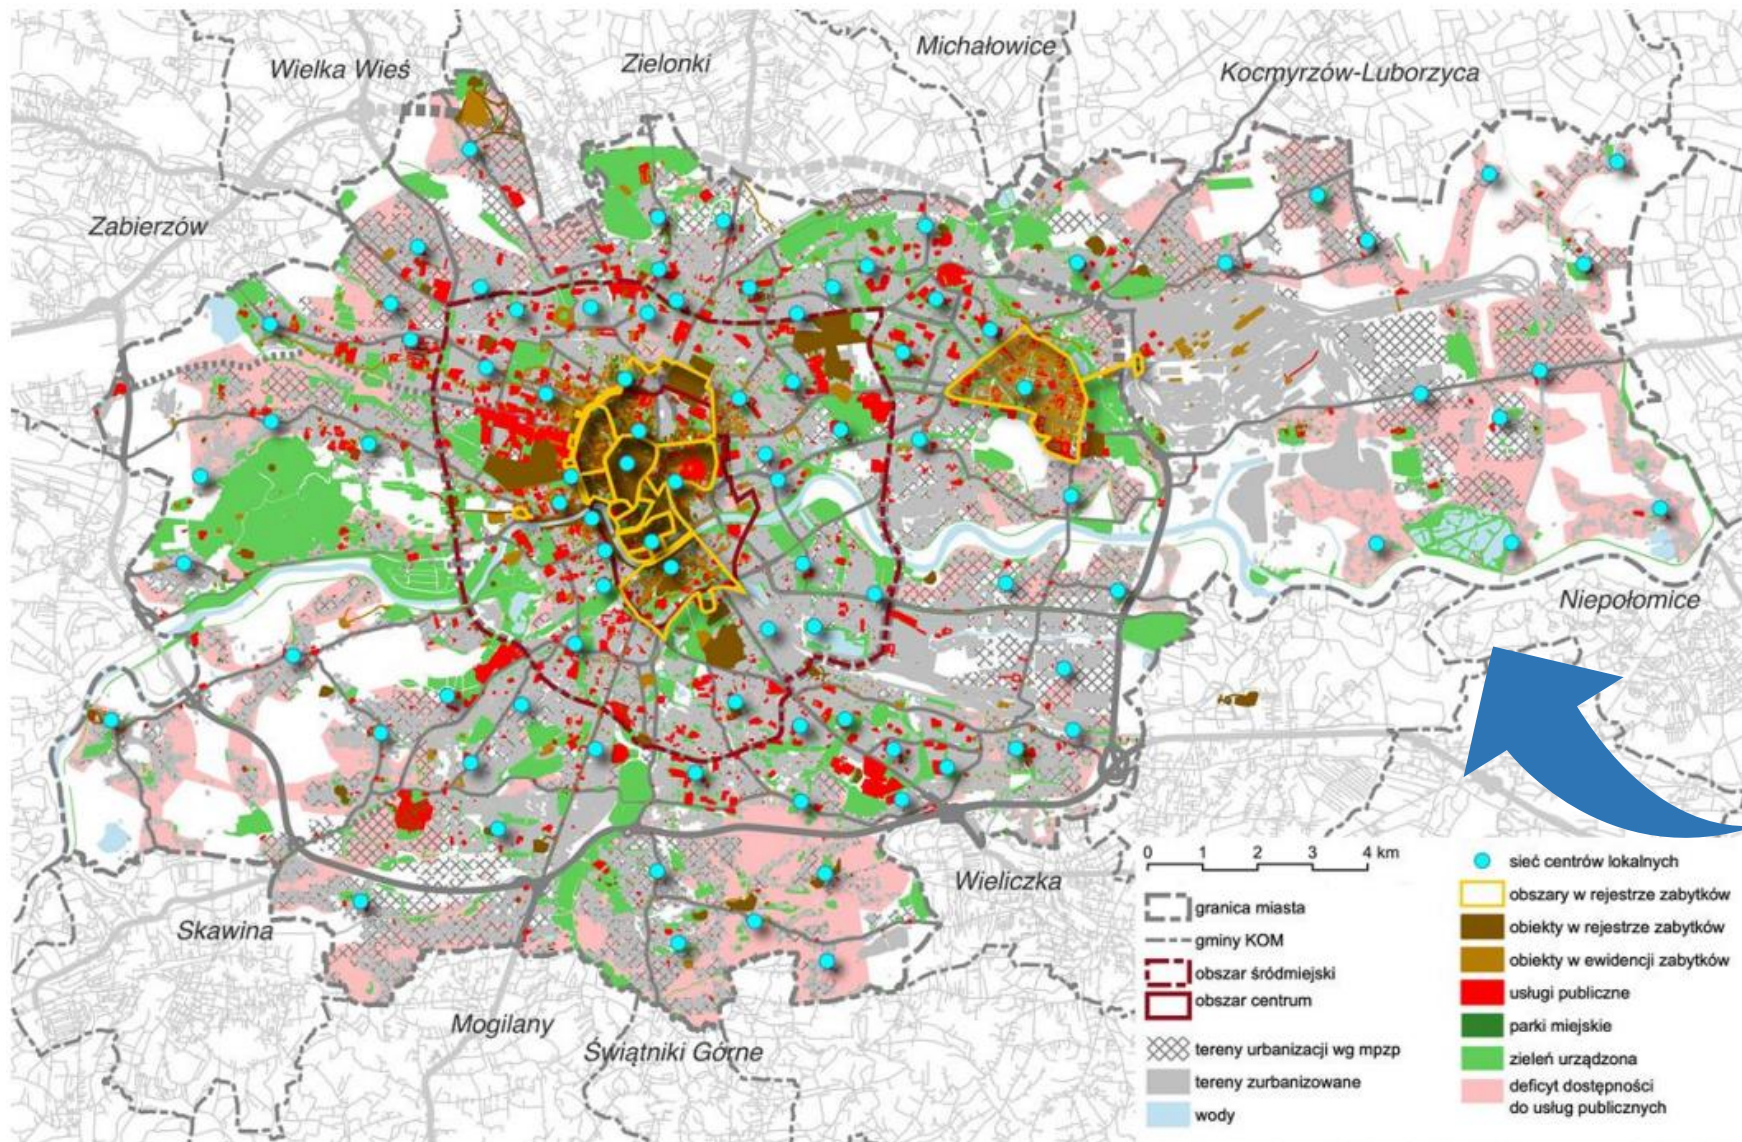 Michałowice
Wielka Wieś
Zielonki
Kocmyrzów-Luborzyca
Zabierzów
Niepołomice
Wieliczka
Skawina
Mogilany
Świątniki Górne
0 1 2 3 4 km
granica miasta
gminy KOM
obszar śródmiejski
obszar centrum
tereny urbanizacji wg mpzp
tereny zurbanizowane
wody
sieć centrów lokalnych
obszary w rejestrze zabytków
obiekty w rejestrze zabytków
obiekty w ewidencji zabytków
usługi publiczne
parki miejskie
zieleń urządzona
deficyt dostępności
do usług publicznych